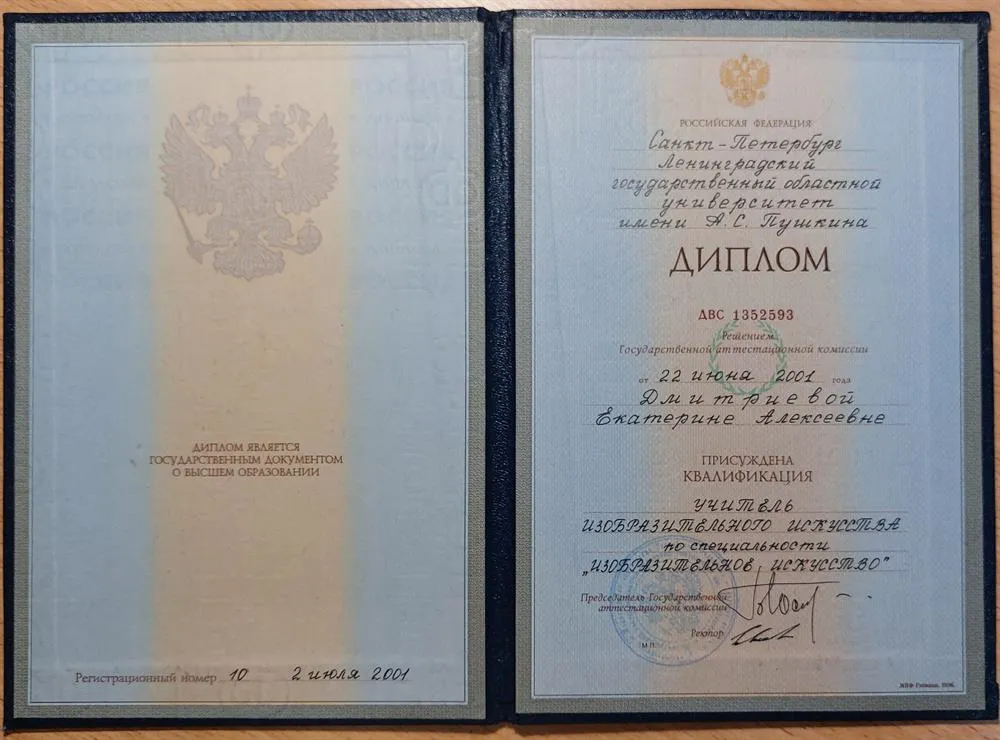 ДИПЛОМ ЯВЛЯЕТСЯ
ГОСУДАРСТВЕННЫМ ДОКУМЕНТОМ
О ВЫСШЕМ ОБРАЗОВАНИИ
Регистрационный номер 10 2 июля 2001
РОССИЙСКАЯ ФЕДЕРАЦИЯ
Санкт-Петербург
Ленинградский
государственный областной
университет
имени А.С. Пушкина
ДИПЛОМ
ДВС 1352593
Решением
Государственной аттестационной комиссии
от 22 июня 2001 года
Дмитриевой
Екатерине Алексеевне
ПРИСУЖДЕНА
КВАЛИФИКАЦИЯ
УЧИТЕЛЬ
ИЗОБРАЗИТЕЛЬНОГО ИСКУССТВА
по специальности
„ИЗОБРАЗИТЕЛЬНОЕ ИСКУССТВО"
Председатель Государственной
аттестационной комиссии
Ректор
М.П.